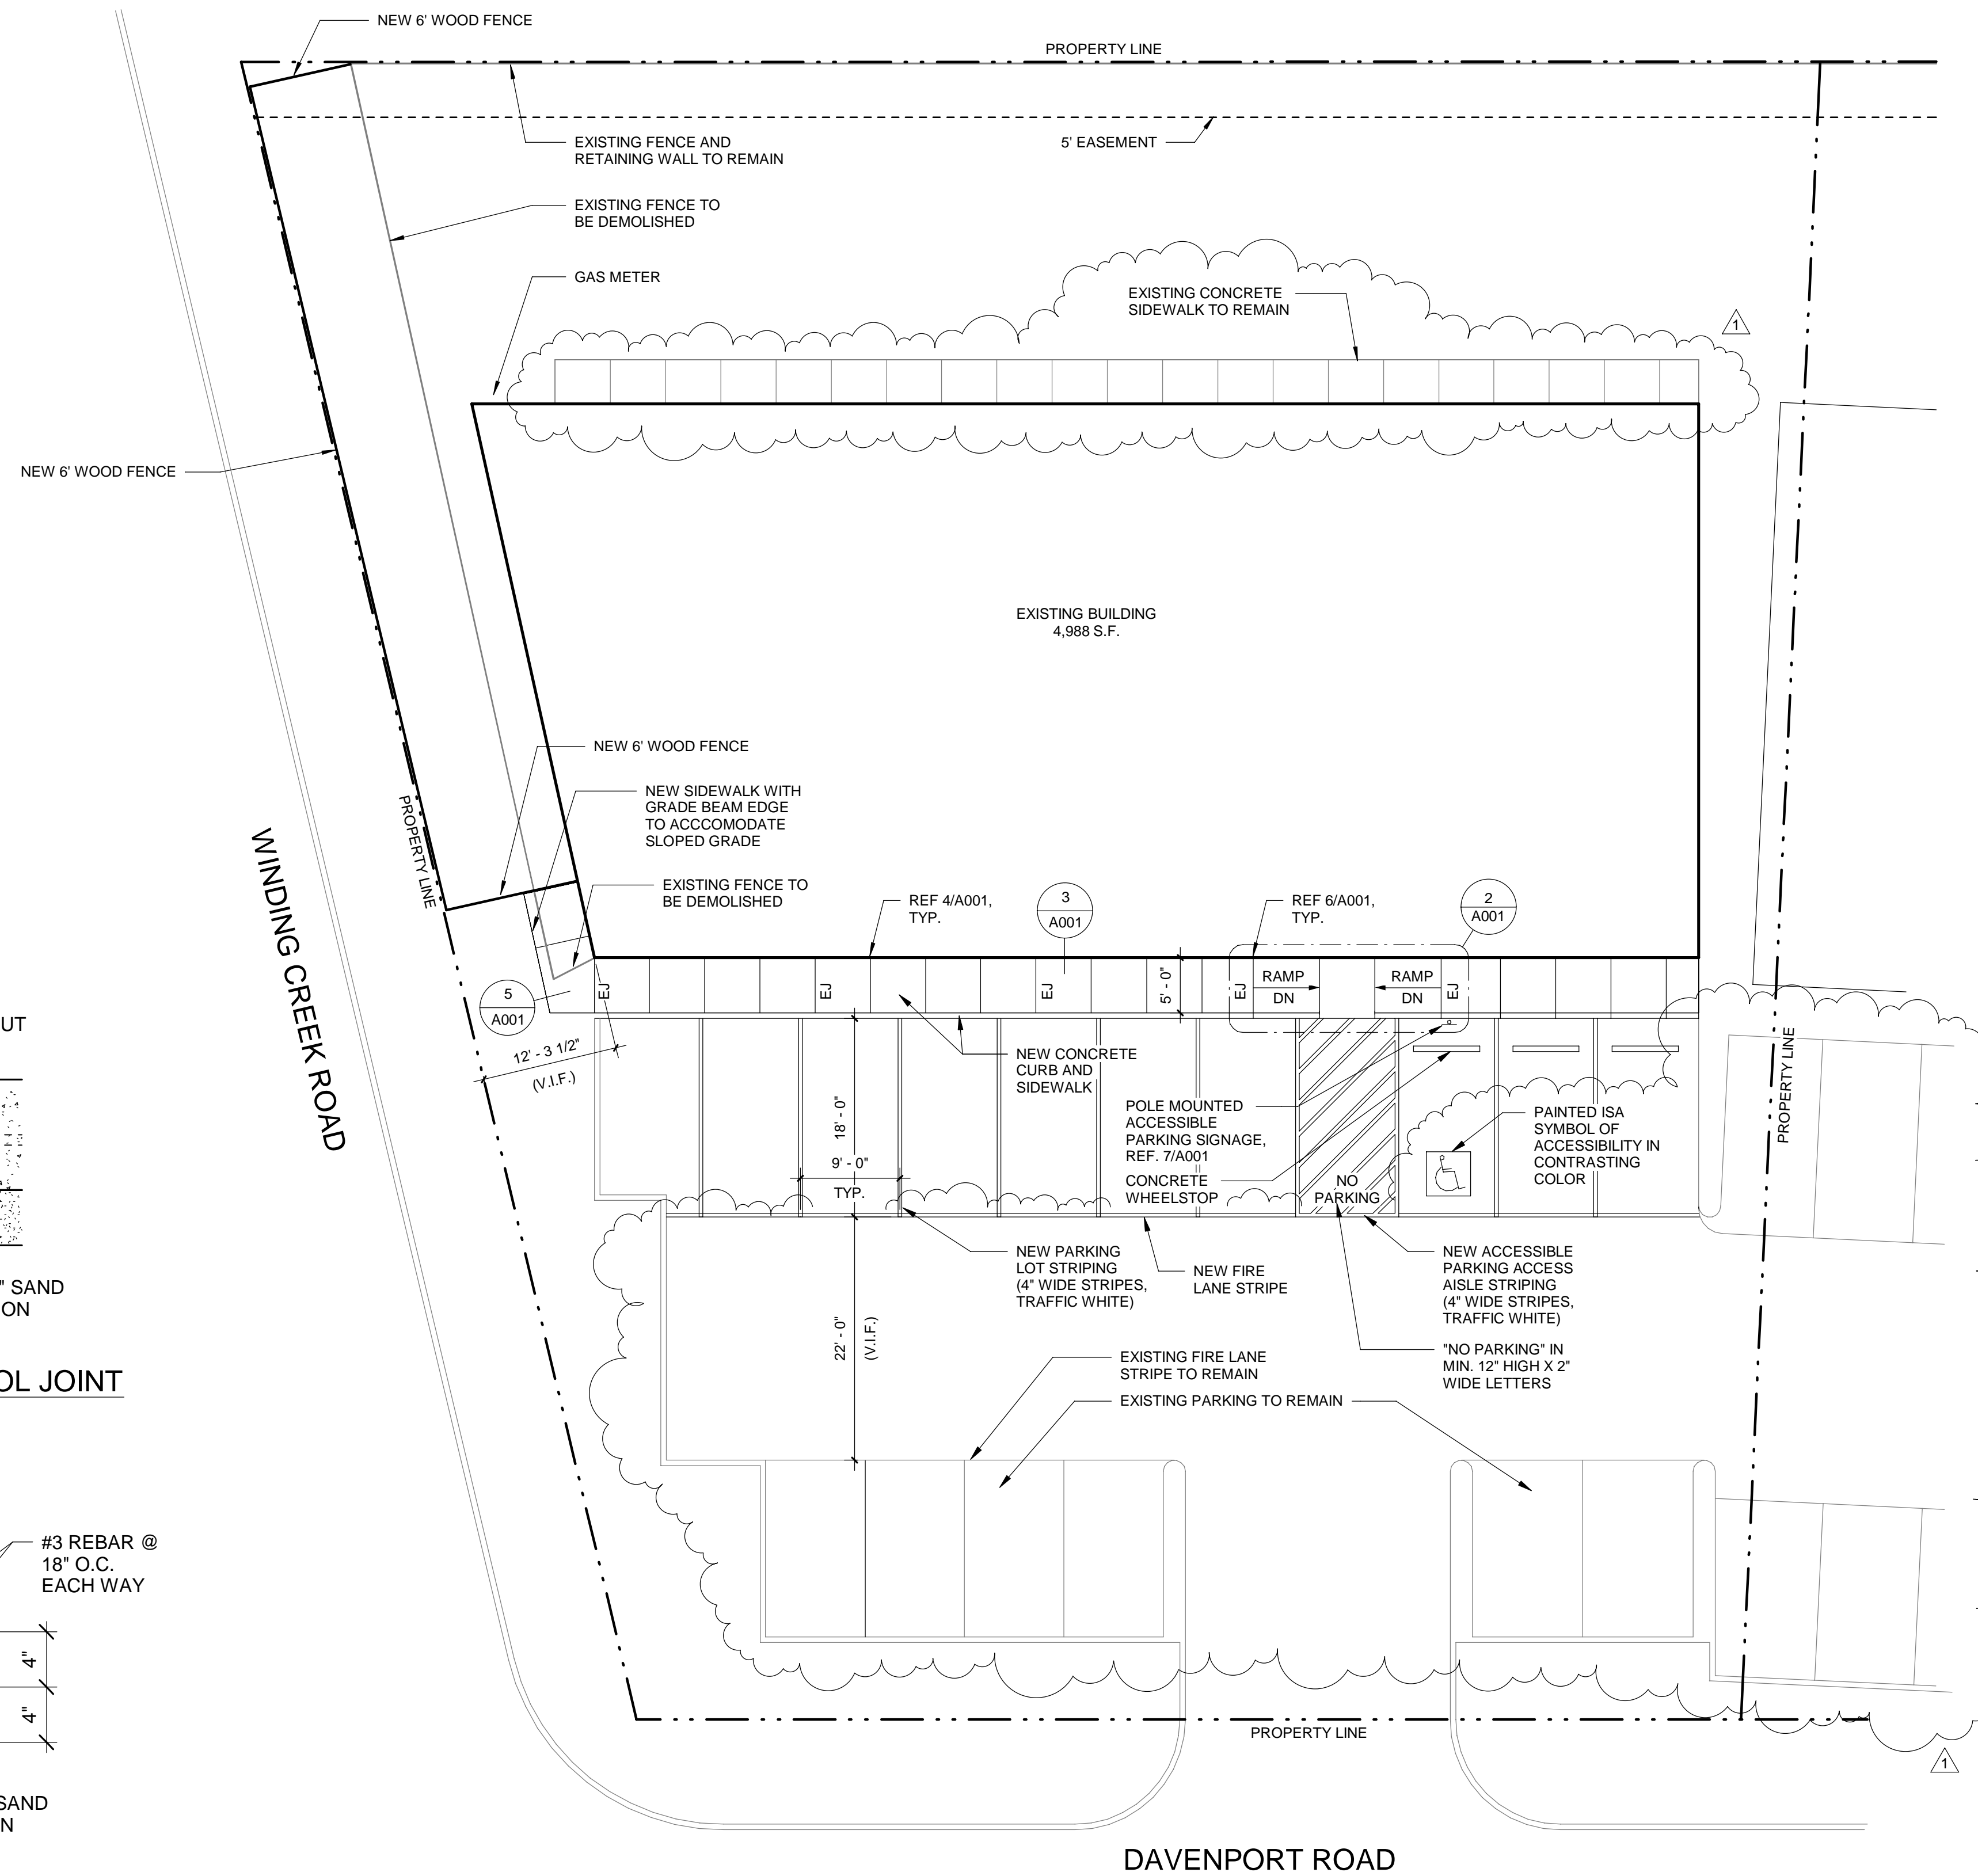 NEW 6' WOOD FENCE
PROPERTY LINE
EXISTING FENCE AND
RETAINING WALL TO REMAIN
5' EASEMENT
EXISTING FENCE TO
BE DEMOLISHED
GAS METER
EXISTING CONCRETE
SIDEWALK TO REMAIN
1
NEW 6' WOOD FENCE
EXISTING BUILDING
4,988 S.F.
NEW 6' WOOD FENCE
NEW SIDEWALK WITH
GRADE BEAM EDGE
TO ACCCOMODATE
SLOPED GRADE
PROPERTY LINE
WINDING CREEK ROAD
EXISTING FENCE TO
BE DEMOLISHED
REF 4/A001,
TYP.
3
A001
REF 6/A001,
TYP.
2
A001
5
A001
EJ
EJ
EJ
5' - 0"
EJ
RAMP
DN
RAMP
DN
EJ
UT
12' - 3 1/2"
(V.I.F.)
NEW CONCRETE
CURB AND
SIDEWALK
18' - 0"
9' - 0"
TYP.
POLE MOUNTED
ACCESSIBLE
PARKING SIGNAGE,
REF. 7/A001
CONCRETE
WHEELSTOP
NO
PARKING
PAINTED ISA
SYMBOL OF
ACCESSIBILITY IN
CONTRASTING
COLOR
PROPERTY LINE
" SAND
ON
NEW PARKING
LOT STRIPING
(4" WIDE STRIPES,
TRAFFIC WHITE)
NEW FIRE
LANE STRIPE
NEW ACCESSIBLE
PARKING ACCESS
AISLE STRIPING
(4" WIDE STRIPES,
TRAFFIC WHITE)
22' - 0"
(V.I.F.)
"NO PARKING" IN
MIN. 12" HIGH X 2"
WIDE LETTERS
OL JOINT
EXISTING FIRE LANE
STRIPE TO REMAIN
EXISTING PARKING TO REMAIN
#3 REBAR @
18" O.C.
EACH WAY
4"
4"
SAND
N
PROPERTY LINE
1
DAVENPORT ROAD